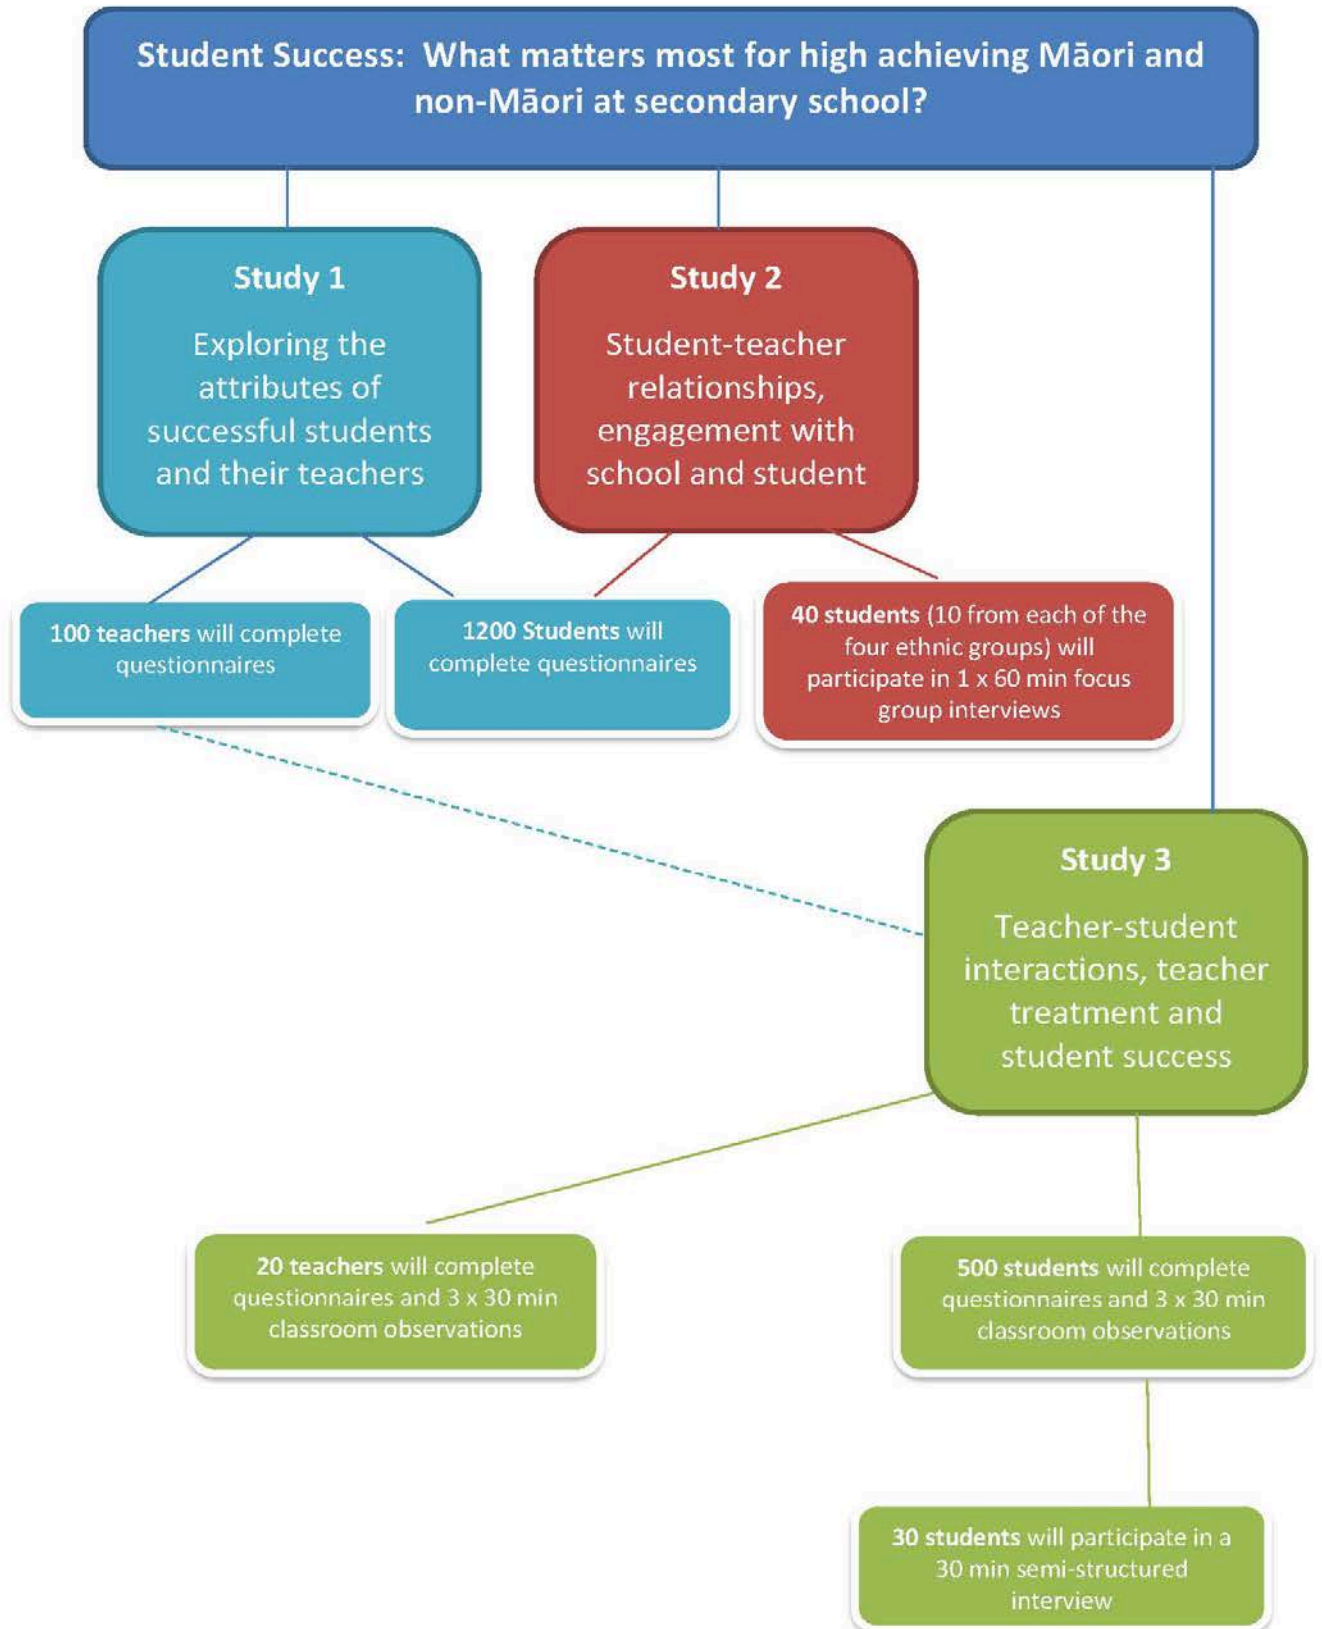 Student Success:  What matters most for high achieving Māori and
non-Māori at secondary school?
Study 1
Exploring the
attributes of
successful students
and their teachers
Study 2
Student-teacher
relationships,
engagement with
school and student
100 teachers will complete
questionnaires
1200 Students will
complete questionnaires
40 students (10 from each of the
four ethnic groups) will
participate in 1 x 60 min focus
group interviews
Study 3
Teacher-student
interactions, teacher
treatment and
student success
20 teachers will complete
questionnaires and 3 x 30 min
classroom observations
500 students will complete
questionnaires and 3 x 30 min
classroom observations
30 students will participate in a
30 min semi-structured
interview